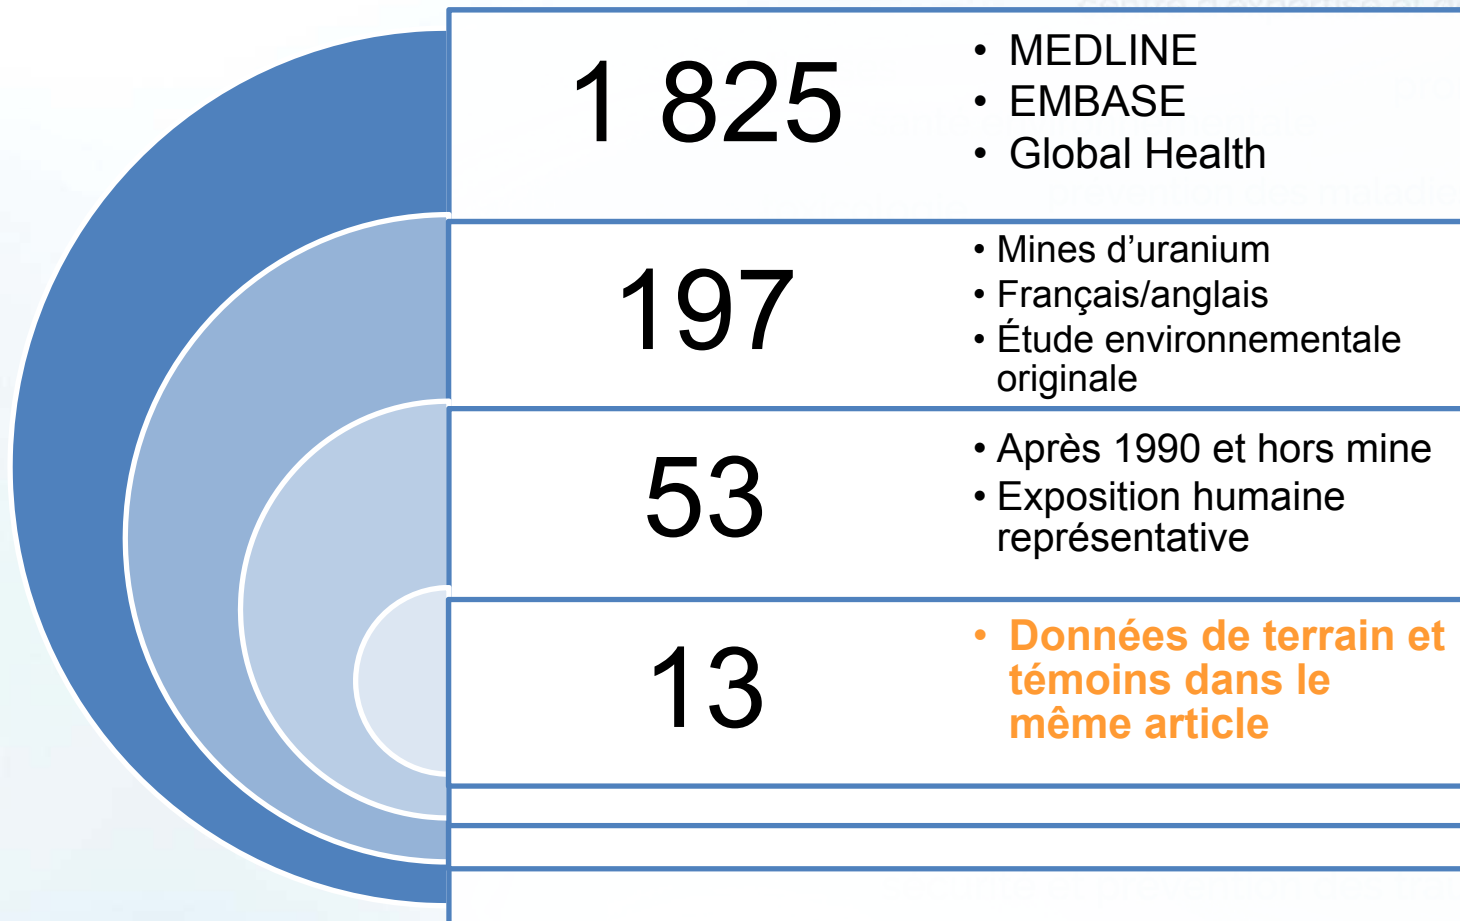 1 825
• MEDLINE
• EMBASE
• Global Health
197
• Mines d’uranium
• Français/anglais
• Étude environnementale
originale
53
• Après 1990 et hors mine
• Exposition humaine
représentative
13
• Données de terrain et
témoins dans le
même article